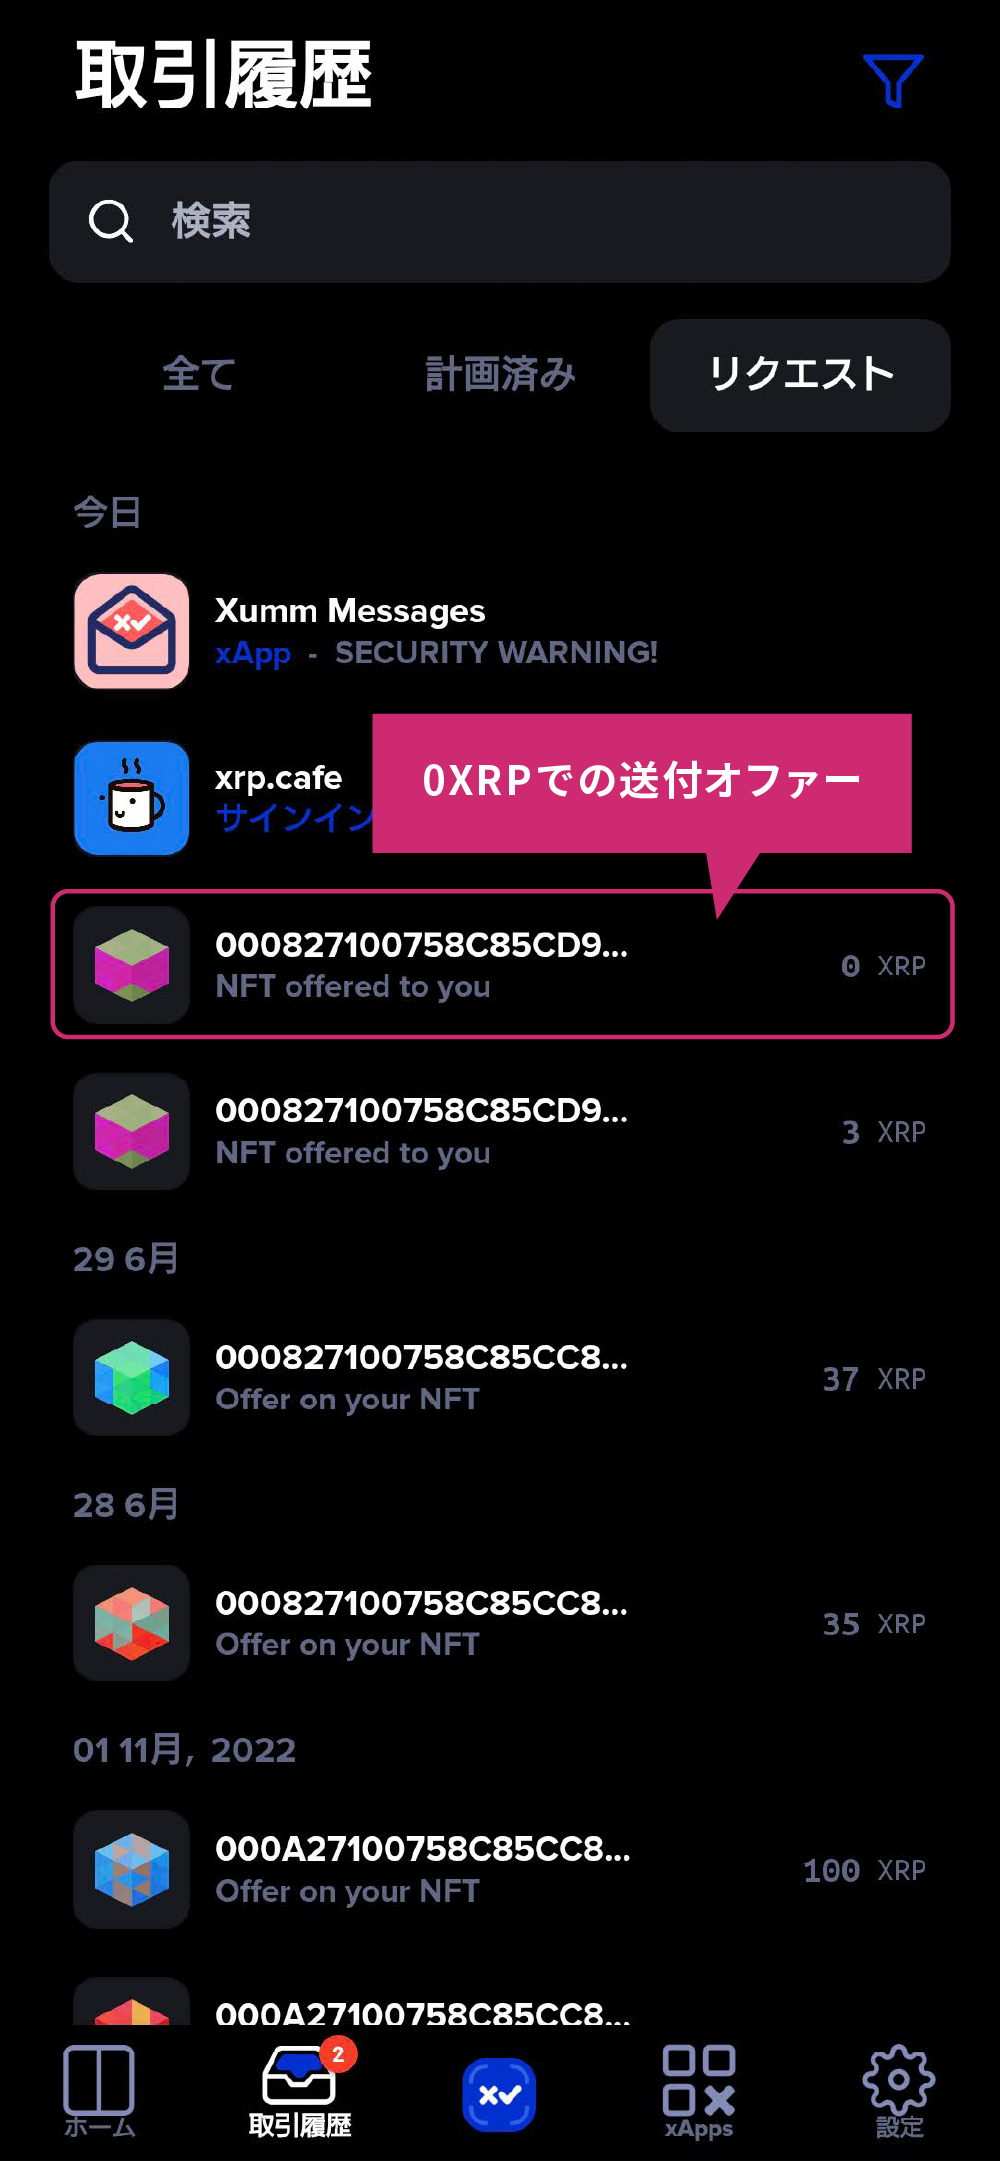 取引履歴
検索
全て 計画済み リクエスト
今日
Xumm Messages
xApp - SECURITY WARNING!
xrp.cafe
サインイン
0XRPでの送付オファー
000827100758C85CD9...
NFT offered to you
0 XRP
000827100758C85CD9...
NFT offered to you
3 XRP
29 6月
000827100758C85CC8...
Offer on your NFT
37 XRP
28 6月
000827100758C85CC8...
Offer on your NFT
35 XRP
01 11月, 2022
000A27100758C85CC8...
Offer on your NFT
100 XRP
000A27100758C85CC8...
2
ホーム 取引履歴 xApps 設定